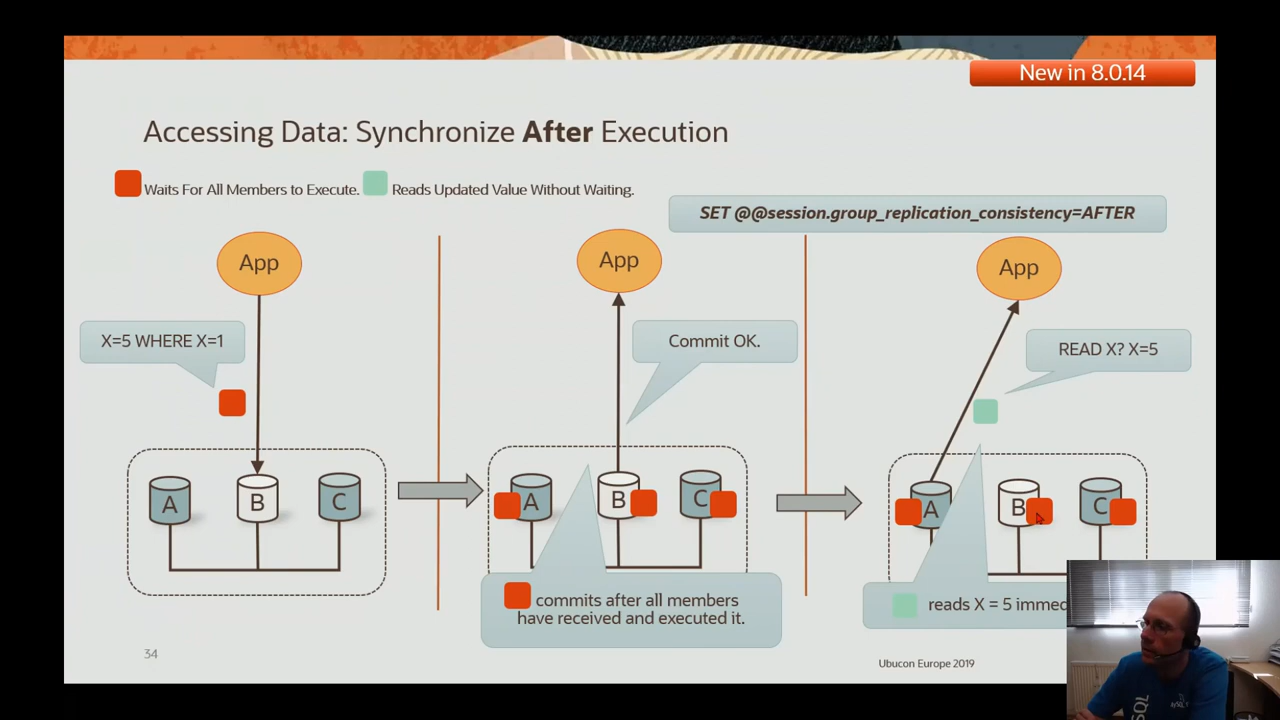 New in 8.0.14
Accessing Data: Synchronize After Execution
Waits For All Members to Execute. Reads Updated Value Without Waiting.
SET @@session.group_replication_consistency=AFTER
App
App
App
X=5 WHERE X=1
Commit OK.
READ X? X=5
A
B
C
A
B
C
A
B
C
commits after all members
have received and executed it.
reads X = 5
34
Ubucon Europe 2019